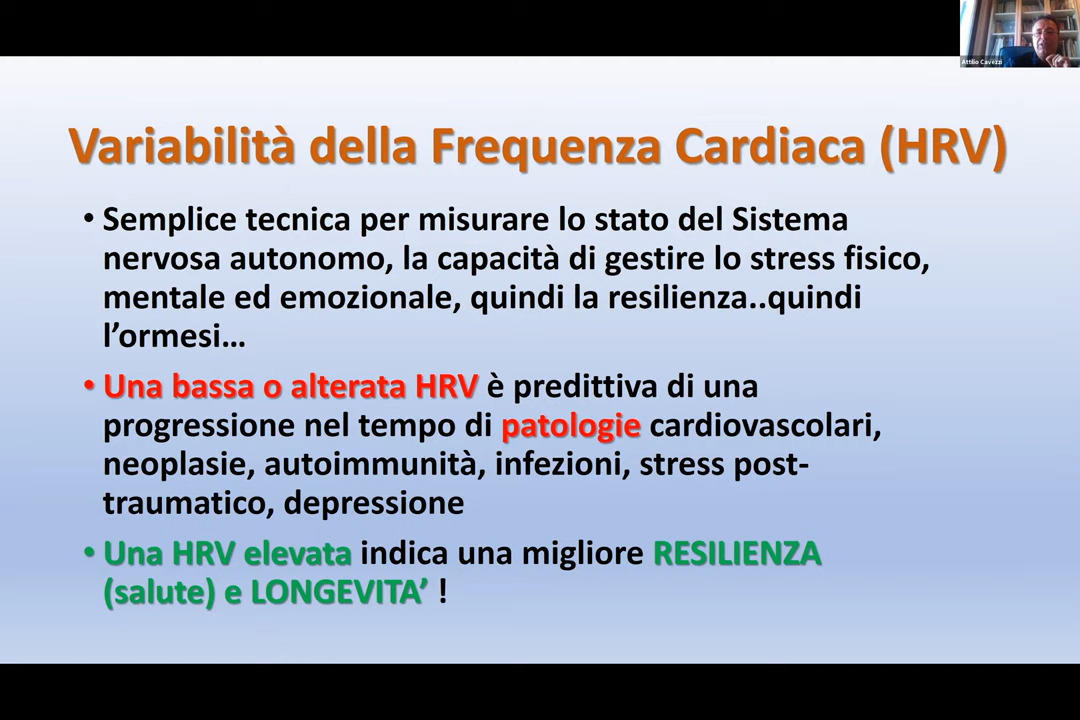 Attilio Cavezzi
Variabilità della Frequenza Cardiaca (HRV)
• Semplice tecnica per misurare lo stato del Sistema
nervosa autonomo, la capacità di gestire lo stress fisico,
mentale ed emozionale, quindi la resilienza..quindi
l’ormesi…
• Una bassa o alterata HRV è predittiva di una
progressione nel tempo di patologie cardiovascolari,
neoplasie, autoimmunità, infezioni, stress post-
traumatico, depressione
• Una HRV elevata indica una migliore RESILIENZA
(salute) e LONGEVITA’ !